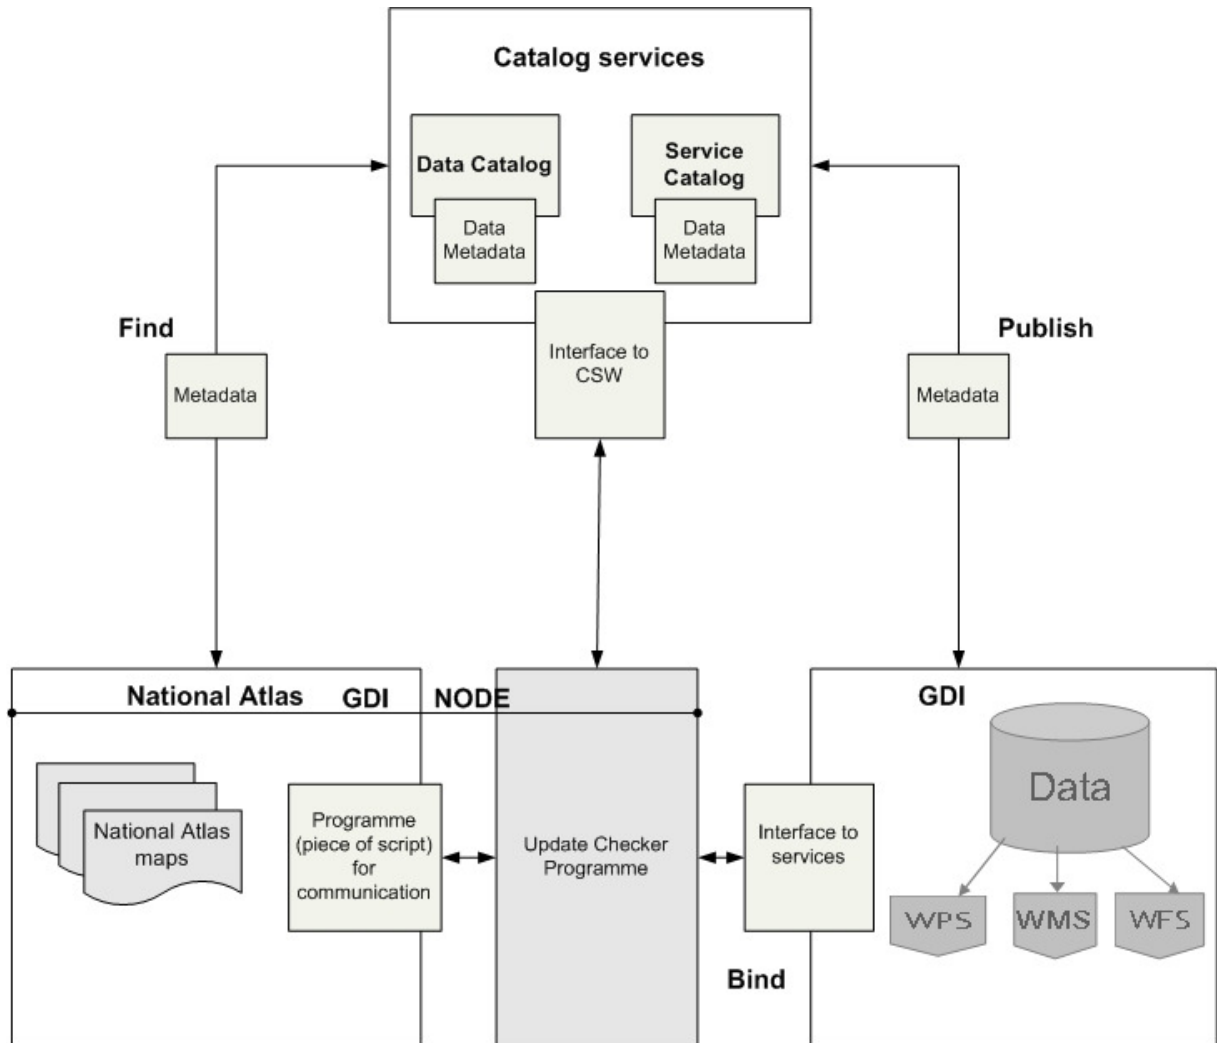 Catalog services
Data Catalog
Service
Catalog
Data
Metadata
Data
Metadata
Find
Publish
Interface to
CSW
Metadata
Metadata
National Atlas
GDI
NODE
GDI
Data
National Atlas
maps
Programme
(piece of script)
for
communication
Update Checker
Programme
Interface to
services
WPS
WMS
WFS
Bind